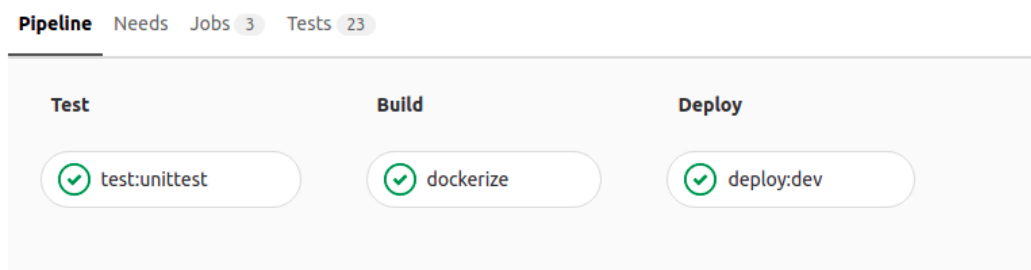 Pipeline Needs Jobs 3 Tests 23
Test Build Deploy
test:unittest dockerize deploy:dev